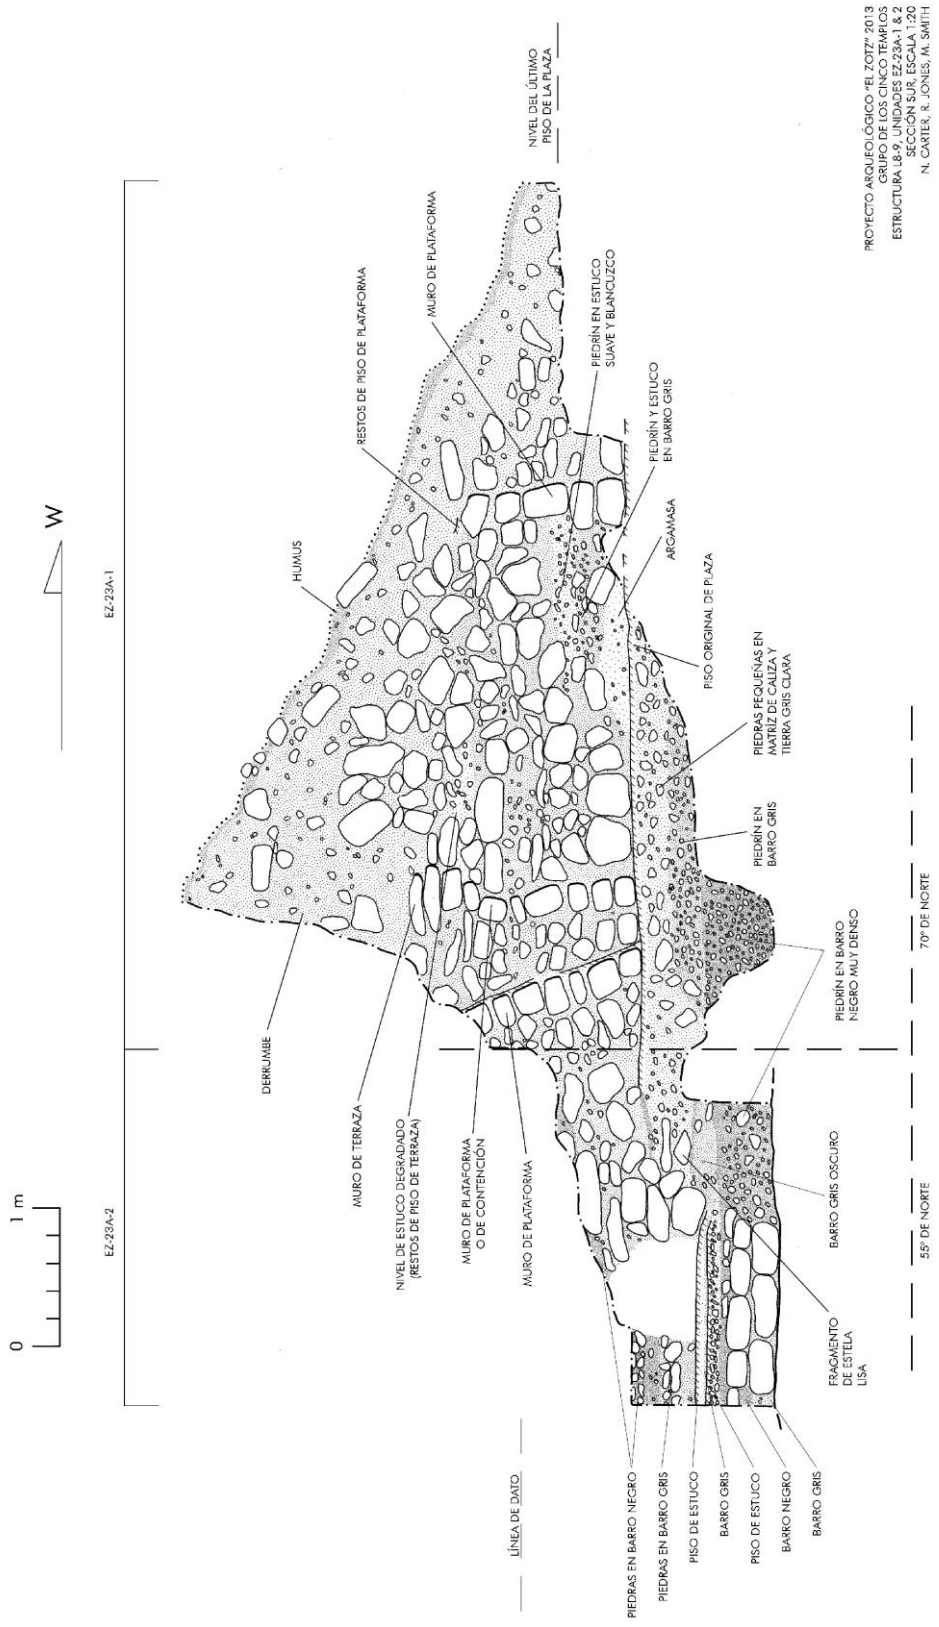 0
1 m
W
EZ-23A-2
EZ-23A-1
DERRUMBE
HUMUS
RESTOS DE PISO DE PLATAFORMA
MURO DE PLATAFORMA
NIVEL DEL ÚLTIMO
PISO DE LA PLAZA
MURO DE TERRAZA
NIVEL DE ESTUCO DEGRADADO
(RESTOS DE PISO DE TERRAZA)
MURO DE PLATAFORMA
O DE CONTENCIÓN
MURO DE PLATAFORMA
LÍNEA DE DATO
PIEDRAS EN BARRO NEGRO
PIEDRAS EN BARRO GRIS
PISO DE ESTUCO
BARRO GRIS
PISO DE ESTUCO
BARRO NEGRO
BARRO GRIS
FRAGMENTO
DE ESTELA
LISA
BARRO GRIS OSCURO
PIEDRÍN EN BARRO
NEGRO MUY DENSO
PIEDRÍN EN
BARRO GRIS
PIEDRAS PEQUEÑAS EN
MATRÍZ DE CALIZA Y
TIERRA GRIS CLARA
PISO ORIGINAL DE PLAZA
ARGAMASA
PIEDRÍN Y ESTUCO
EN BARRO GRIS
PIEDRÍN EN ESTUCO
SUAVE Y BLANCUZCO
55° DE NORTE
70° DE NORTE
PROYECTO ARQUEOLÓGICO "EL ZOTZ" 2013
GRUPO DE LOS CINCO TEMPLOS
ESTRUCTURA L8-9, UNIDADES EZ-23A-1 & 2
SECCIÓN SUR, ESCALA 1:20
N. CARTER, R. JONES, M. SMITH